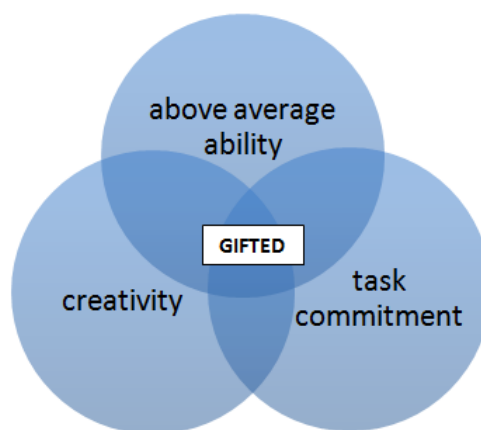 above average
ability
GIFTED
creativity
task
commitment